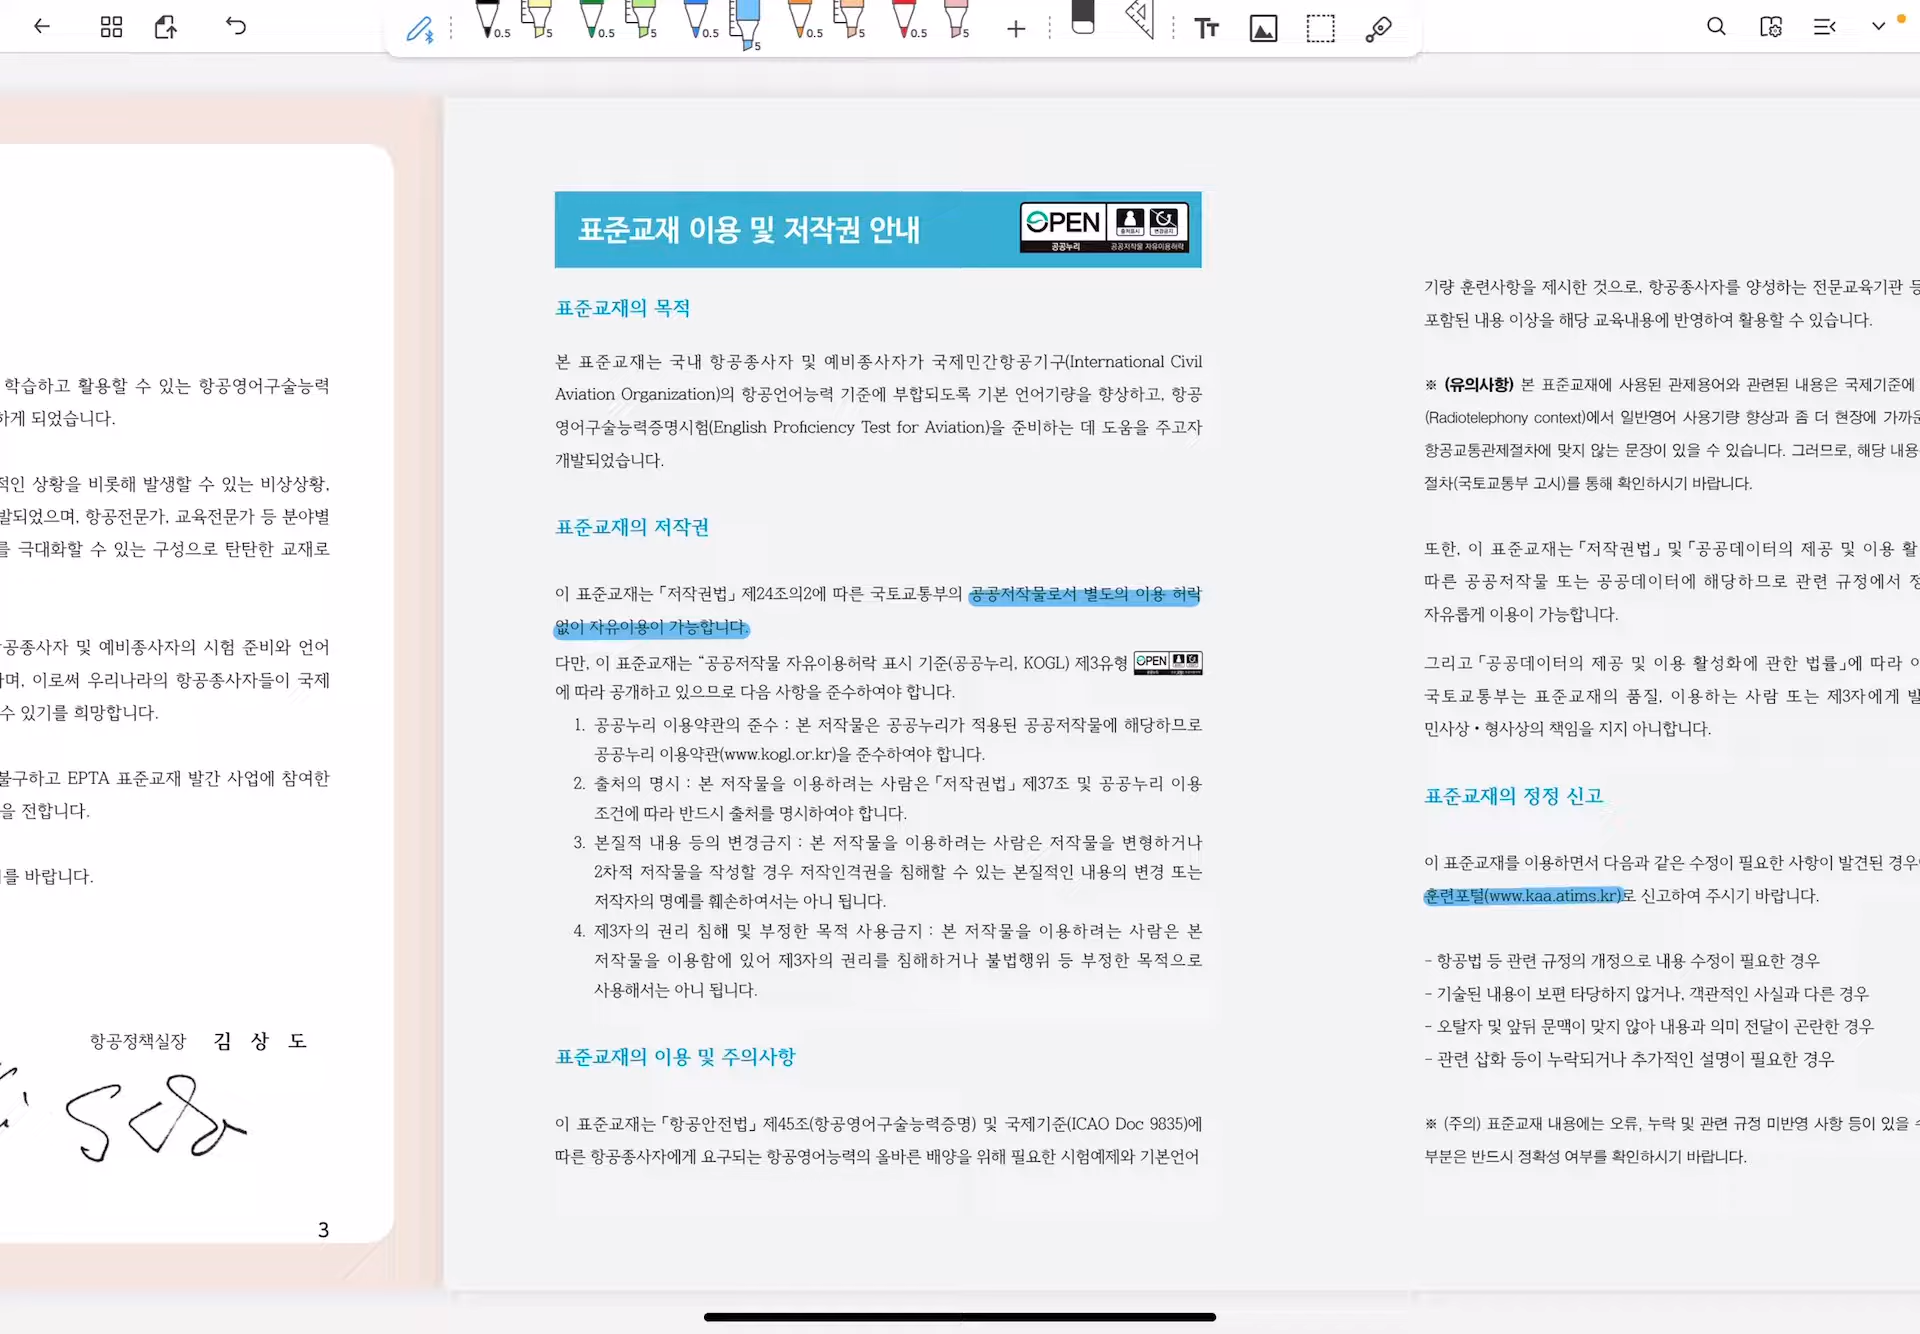 0.5 5 0.5 5 0.5 5 0.5 5 0.5 5
학습하고 활용할 수 있는 항공영어구술능력
하게 되었습니다.
적인 상황을 비롯해 발생할 수 있는 비상상황,
발되었으며, 항공전문가, 교육전문가 등 분야별
를 극대화할 수 있는 구성으로 탄탄한 교재로
공종사자 및 예비종사자의 시험 준비와 언어
며, 이로써 우리나라의 항공종사자들이 국제
수 있기를 희망합니다.
불구하고 EPTA 표준교재 발간 사업에 참여한
을 전합니다.
를 바랍니다.
항공정책실장 김 상 도
3
표준교재 이용 및 저작권 안내
OPEN
공공누리
출처표시
변경금지
공공저작물 자유이용허락
표준교재의 목적
본 표준교재는 국내 항공종사자 및 예비종사자가 국제민간항공기구(International Civil
Aviation Organization)의 항공언어능력 기준에 부합되도록 기본 언어기량을 향상하고, 항공
영어구술능력증명시험(English Proficiency Test for Aviation)을 준비하는 데 도움을 주고자
개발되었습니다.
표준교재의 저작권
이 표준교재는 「저작권법」 제24조의2에 따른 국토교통부의 공공저작물로서 별도의 이용 허락
없이 자유이용이 가능합니다.
다만, 이 표준교재는 “공공저작물 자유이용허락 표시 기준(공공누리, KOGL) 제3유형 OPEN
에 따라 공개하고 있으므로 다음 사항을 준수하여야 합니다.
1. 공공누리 이용약관의 준수 : 본 저작물은 공공누리가 적용된 공공저작물에 해당하므로
공공누리 이용약관(www.kogl.or.kr)을 준수하여야 합니다.
2. 출처의 명시 : 본 저작물을 이용하려는 사람은 「저작권법」 제37조 및 공공누리 이용
조건에 따라 반드시 출처를 명시하여야 합니다.
3. 본질적 내용 등의 변경금지 : 본 저작물을 이용하려는 사람은 저작물을 변형하거나
2차적 저작물을 작성할 경우 저작인격권을 침해할 수 있는 본질적인 내용의 변경 또는
저작자의 명예를 훼손하여서는 아니 됩니다.
4. 제3자의 권리 침해 및 부정한 목적 사용금지 : 본 저작물을 이용하려는 사람은 본
저작물을 이용함에 있어 제3자의 권리를 침해하거나 불법행위 등 부정한 목적으로
사용해서는 아니 됩니다.
표준교재의 이용 및 주의사항
이 표준교재는 「항공안전법」 제45조(항공영어구술능력증명) 및 국제기준(ICAO Doc 9835)에
따른 항공종사자에게 요구되는 항공영어능력의 올바른 배양을 위해 필요한 시험예제와 기본언어
기량 훈련사항을 제시한 것으로, 항공종사자를 양성하는 전문교육기관 등
포함된 내용 이상을 해당 교육내용에 반영하여 활용할 수 있습니다.
※ (유의사항) 본 표준교재에 사용된 관제용어와 관련된 내용은 국제기준에
(Radiotelephony context)에서 일반영어 사용기량 향상과 좀 더 현장에 가까운
항공교통관제절차에 맞지 않는 문장이 있을 수 있습니다. 그러므로, 해당 내용
절차(국토교통부 고시)를 통해 확인하시기 바랍니다.
또한, 이 표준교재는 「저작권법」 및 「공공데이터의 제공 및 이용 활
따른 공공저작물 또는 공공데이터에 해당하므로 관련 규정에서 정
자유롭게 이용이 가능합니다.
그리고 「공공데이터의 제공 및 이용 활성화에 관한 법률」에 따라 이
국토교통부는 표준교재의 품질, 이용하는 사람 또는 제3자에게 발
민사상・형사상의 책임을 지지 아니합니다.
표준교재의 정정 신고
이 표준교재를 이용하면서 다음과 같은 수정이 필요한 사항이 발견된 경우
훈련포털(www.kaa.atims.kr)로 신고하여 주시기 바랍니다.
- 항공법 등 관련 규정의 개정으로 내용 수정이 필요한 경우
- 기술된 내용이 보편 타당하지 않거나, 객관적인 사실과 다른 경우
- 오탈자 및 앞뒤 문맥이 맞지 않아 내용과 의미 전달이 곤란한 경우
- 관련 삽화 등이 누락되거나 추가적인 설명이 필요한 경우
※ (주의) 표준교재 내용에는 오류, 누락 및 관련 규정 미반영 사항 등이 있을 수
부분은 반드시 정확성 여부를 확인하시기 바랍니다.